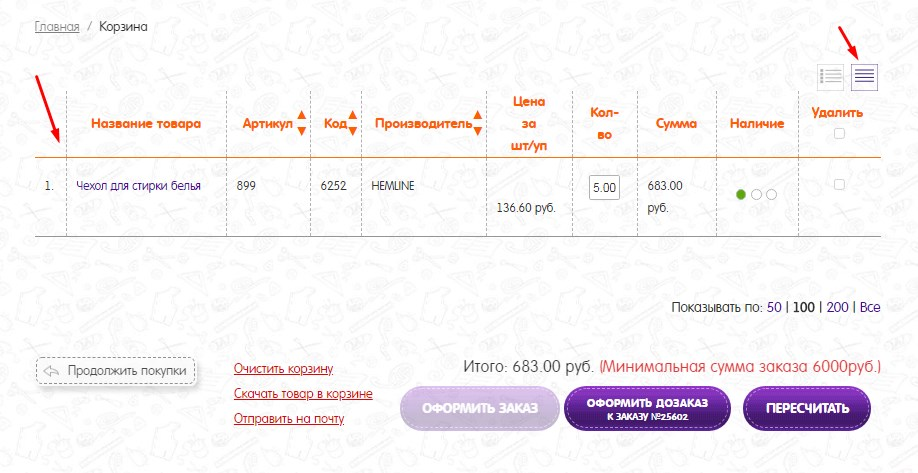 Главная / Корзина
Название товара Артикул Код Производитель Цена за шт/уп Кол-во Сумма Наличие Удалить
1. Чехол для стирки белья 899 6252 HEMLINE 136.60 руб. 5.00 683.00 руб.
Показывать по: 50 | 100 | 200 | Все
Продолжить покупки
Очистить корзину
Скачать товар в корзине
Отправить на почту
Итого: 683.00 руб. (Минимальная сумма заказа 6000руб.)
ОФОРМИТЬ ЗАКАЗ
ОФОРМИТЬ ДОЗАКАЗ
К ЗАКАЗУ №25602
ПЕРЕСЧИТАТЬ